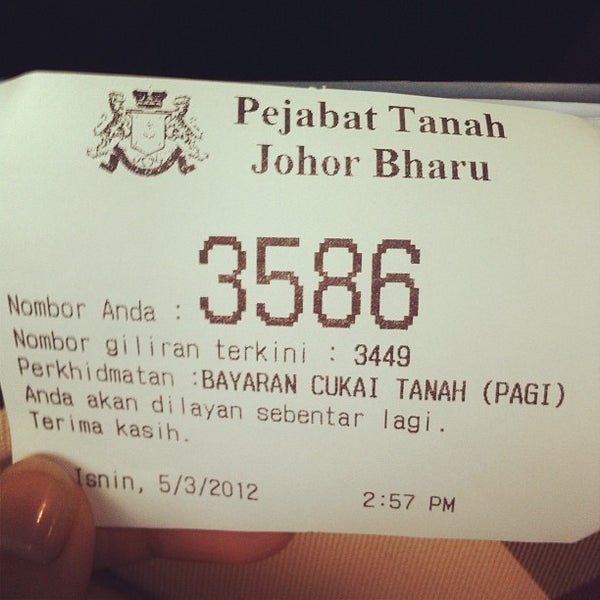 Pejabat Tanah
Johor Bharu
Nombor Anda : 3586
Nombor giliran terkini : 3449
Perkhidmatan :BAYARAN CUKAI TANAH (PAGI)
Anda akan dilayan sebentar lagi.
Terima kasih.
Isnin, 5/3/2012 2:57 PM